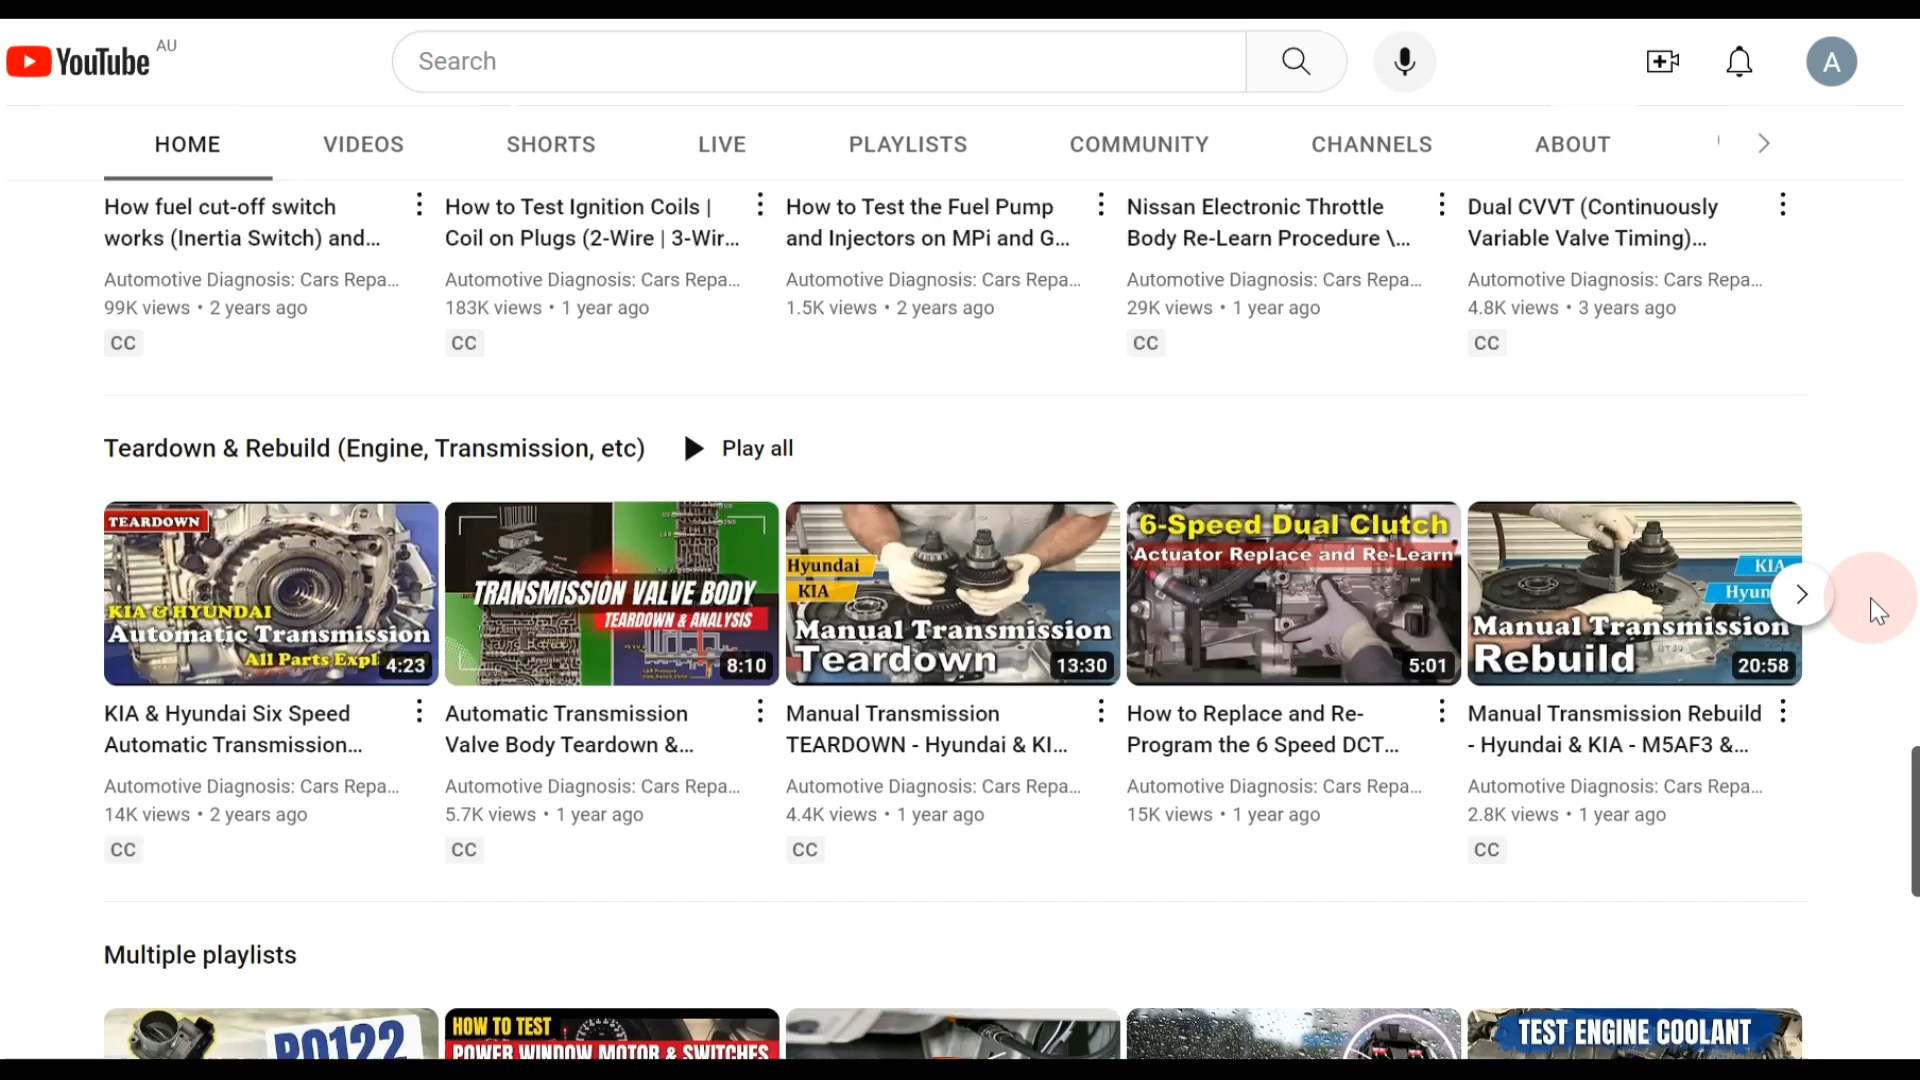 YouTube AU
Search
A
HOME VIDEOS SHORTS LIVE PLAYLISTS COMMUNITY CHANNELS ABOUT
How fuel cut-off switch
works (Inertia Switch) and...
Automotive Diagnosis: Cars Repa...
99K views • 2 years ago
CC
How to Test Ignition Coils |
Coil on Plugs (2-Wire | 3-Wir...
Automotive Diagnosis: Cars Repa...
183K views • 1 year ago
CC
How to Test the Fuel Pump
and Injectors on MPi and G...
Automotive Diagnosis: Cars Repa...
1.5K views • 2 years ago
Nissan Electronic Throttle
Body Re-Learn Procedure \...
Automotive Diagnosis: Cars Repa...
29K views • 1 year ago
CC
Dual CVVT (Continuously
Variable Valve Timing)...
Automotive Diagnosis: Cars Repa...
4.8K views • 3 years ago
CC
Teardown & Rebuild (Engine, Transmission, etc) Play all
TEARDOWN
KIA & HYUNDAI
Automatic Transmission
All Parts Expl
4:23
KIA & Hyundai Six Speed
Automatic Transmission...
Automotive Diagnosis: Cars Repa...
14K views • 2 years ago
CC
TRANSMISSION VALVE BODY
TEARDOWN & ANALYSIS
8:10
Automatic Transmission
Valve Body Teardown &...
Automotive Diagnosis: Cars Repa...
5.7K views • 1 year ago
CC
Hyundai
KIA
Manual Transmission
Teardown
13:30
Manual Transmission
TEARDOWN - Hyundai & KI...
Automotive Diagnosis: Cars Repa...
4.4K views • 1 year ago
CC
6-Speed Dual Clutch
Actuator Replace and Re-Learn
5:01
How to Replace and Re-
Program the 6 Speed DCT...
Automotive Diagnosis: Cars Repa...
15K views • 1 year ago
KIA
Hyun
Manual Transmission
Rebuild
20:58
Manual Transmission Rebuild
- Hyundai & KIA - M5AF3 &...
Automotive Diagnosis: Cars Repa...
2.8K views • 1 year ago
CC
Multiple playlists
P0122
HOW TO TEST
POWER WINDOW MOTOR & SWITCHES
TEST ENGINE COOLANT